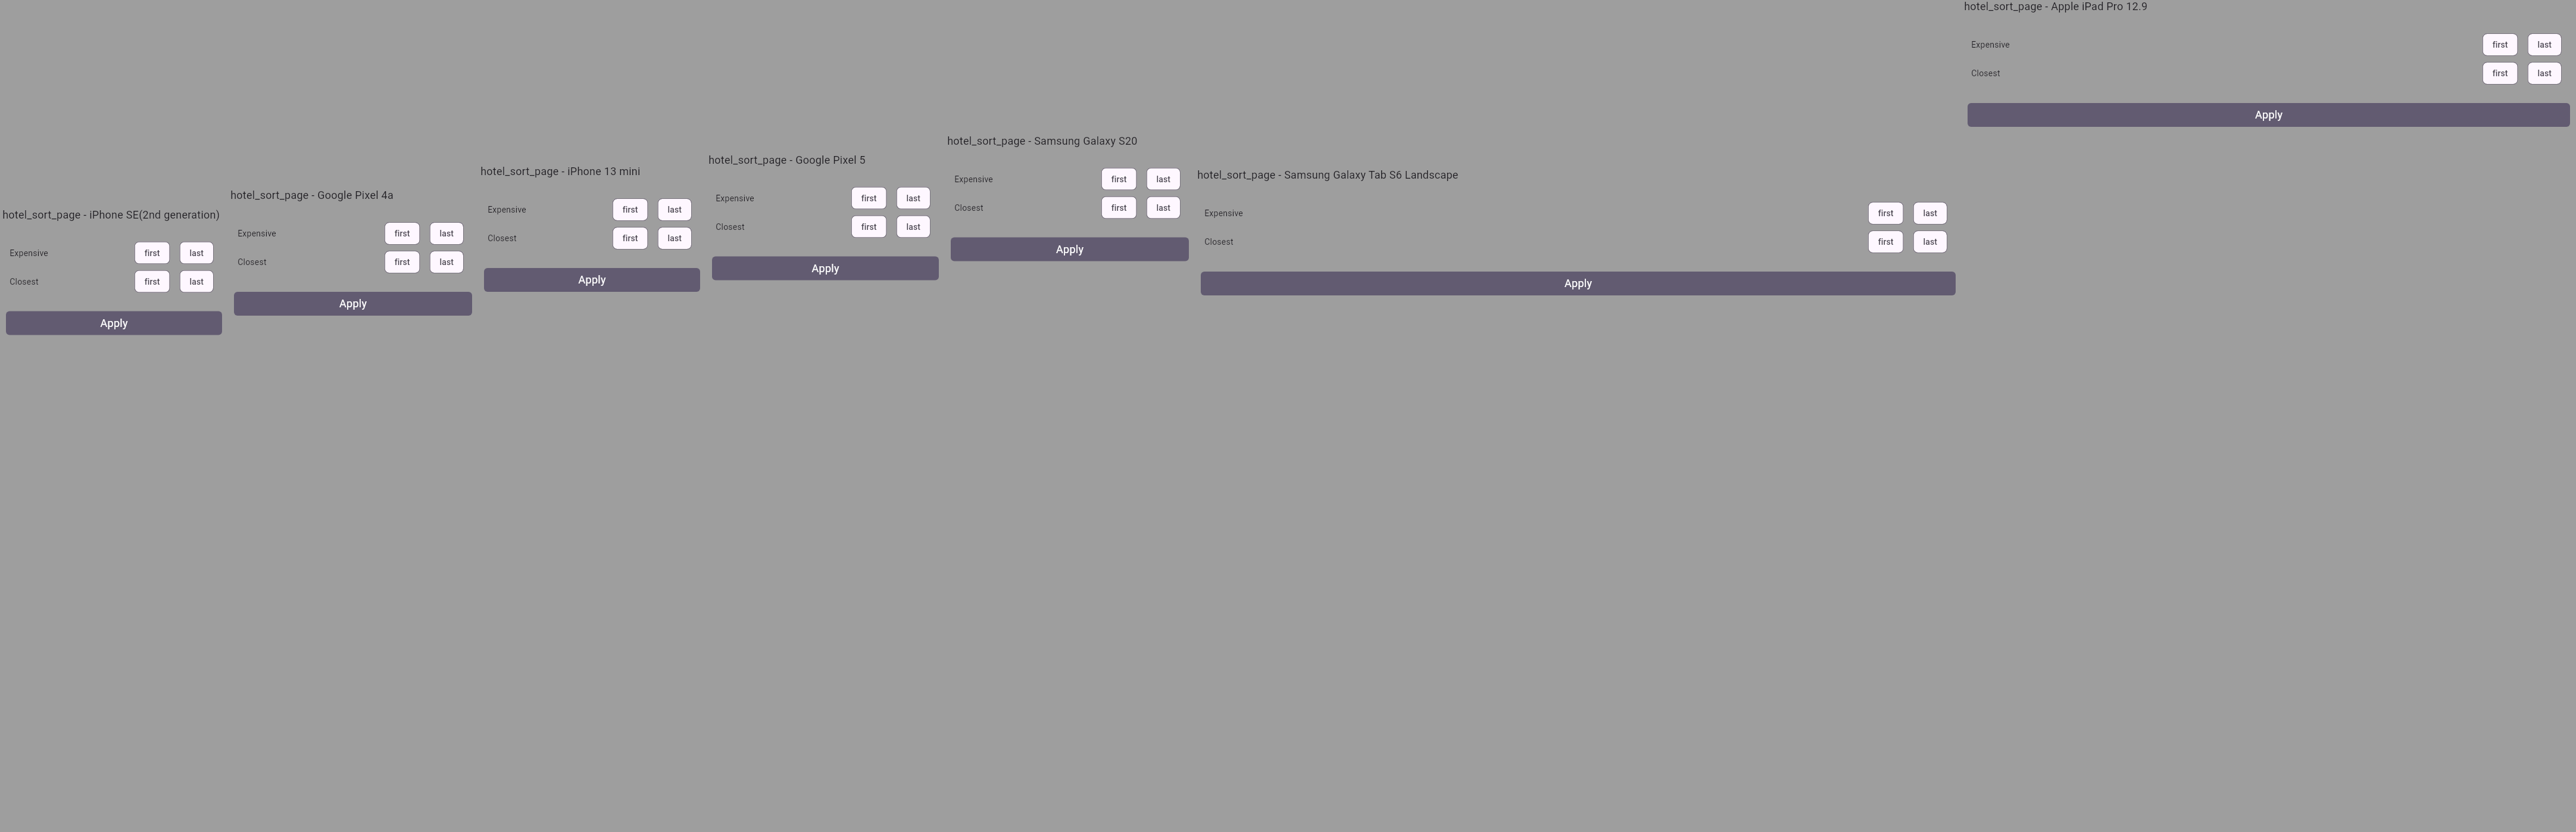 hotel_sort_page - iPhone SE(2nd generation)
Expensive first last
Closest first last
Apply
hotel_sort_page - Google Pixel 4a
Expensive first last
Closest first last
Apply
hotel_sort_page - iPhone 13 mini
Expensive first last
Closest first last
Apply
hotel_sort_page - Google Pixel 5
Expensive first last
Closest first last
Apply
hotel_sort_page - Samsung Galaxy S20
Expensive first last
Closest first last
Apply
hotel_sort_page - Samsung Galaxy Tab S6 Landscape
Expensive first last
Closest first last
Apply
hotel_sort_page - Apple iPad Pro 12.9
Expensive first last
Closest first last
Apply